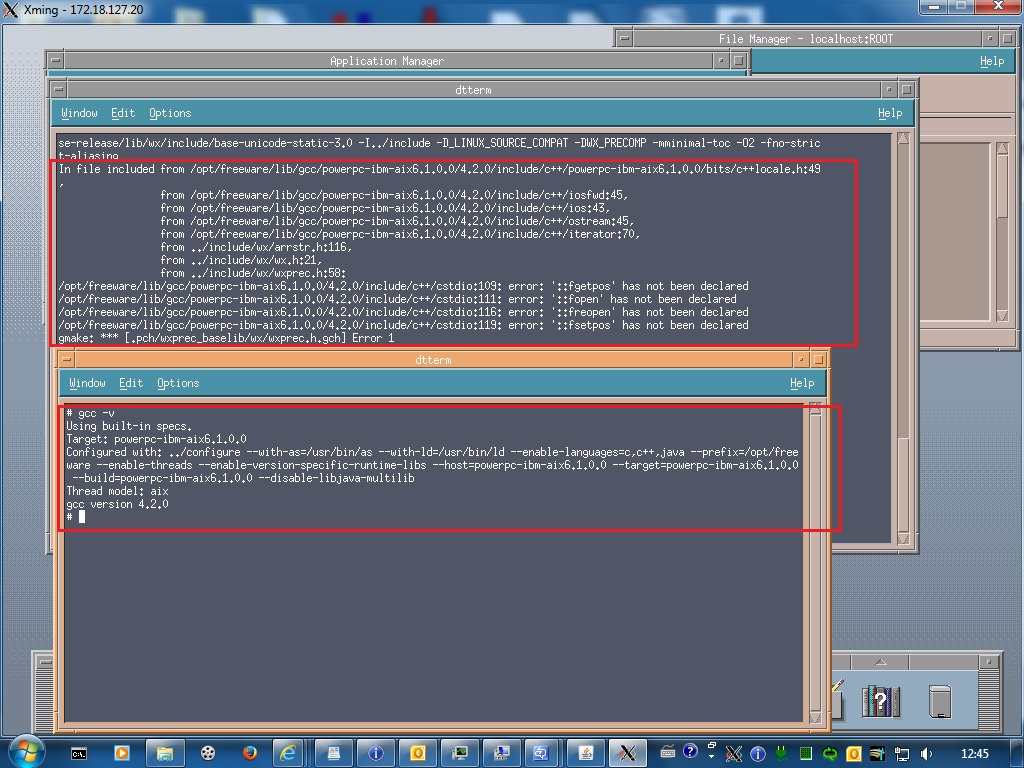 Xming - 172.18.127.20
File Manager - localhost:ROOT
Application Manager
Help
dtterm
Window Edit Options Help
se-release/lib/wx/include/base-unicode-static-3.0 -I../include -D_LINUX_SOURCE_COMPAT -DWX_PRECOMP -mminimal-toc -O2 -fno-stric
t-aliasing
In file included from /opt/freeware/lib/gcc/powerpc-ibm-aix6.1.0.0/4.2.0/include/c++/powerpc-ibm-aix6.1.0.0/bits/c++locale.h:49
,
from /opt/freeware/lib/gcc/powerpc-ibm-aix6.1.0.0/4.2.0/include/c++/iosfwd:45,
from /opt/freeware/lib/gcc/powerpc-ibm-aix6.1.0.0/4.2.0/include/c++/ios:43,
from /opt/freeware/lib/gcc/powerpc-ibm-aix6.1.0.0/4.2.0/include/c++/ostream:45,
from /opt/freeware/lib/gcc/powerpc-ibm-aix6.1.0.0/4.2.0/include/c++/iterator:70,
from ../include/wx/arrstr.h:116,
from ../include/wx/wx.h:21,
from ../include/wx/wxprec.h:58:
/opt/freeware/lib/gcc/powerpc-ibm-aix6.1.0.0/4.2.0/include/c++/cstdio:109: error: '::fgetpos' has not been declared
/opt/freeware/lib/gcc/powerpc-ibm-aix6.1.0.0/4.2.0/include/c++/cstdio:111: error: '::fopen' has not been declared
/opt/freeware/lib/gcc/powerpc-ibm-aix6.1.0.0/4.2.0/include/c++/cstdio:116: error: '::freopen' has not been declared
/opt/freeware/lib/gcc/powerpc-ibm-aix6.1.0.0/4.2.0/include/c++/cstdio:119: error: '::fsetpos' has not been declared
gmake: *** [.pch/wxprec_baselib/wx/wxprec.h.gch] Error 1
dtterm
Window Edit Options Help
# gcc -v
Using built-in specs.
Target: powerpc-ibm-aix6.1.0.0
Configured with: ../configure --with-as=/usr/bin/as --with-ld=/usr/bin/ld --enable-languages=c,c++,java --prefix=/opt/free
ware --enable-threads --enable-version-specific-runtime-libs --host=powerpc-ibm-aix6.1.0.0 --target=powerpc-ibm-aix6.1.0.0
--build=powerpc-ibm-aix6.1.0.0 --disable-libjava-multilib
Thread model: aix
gcc version 4.2.0
#
12:45